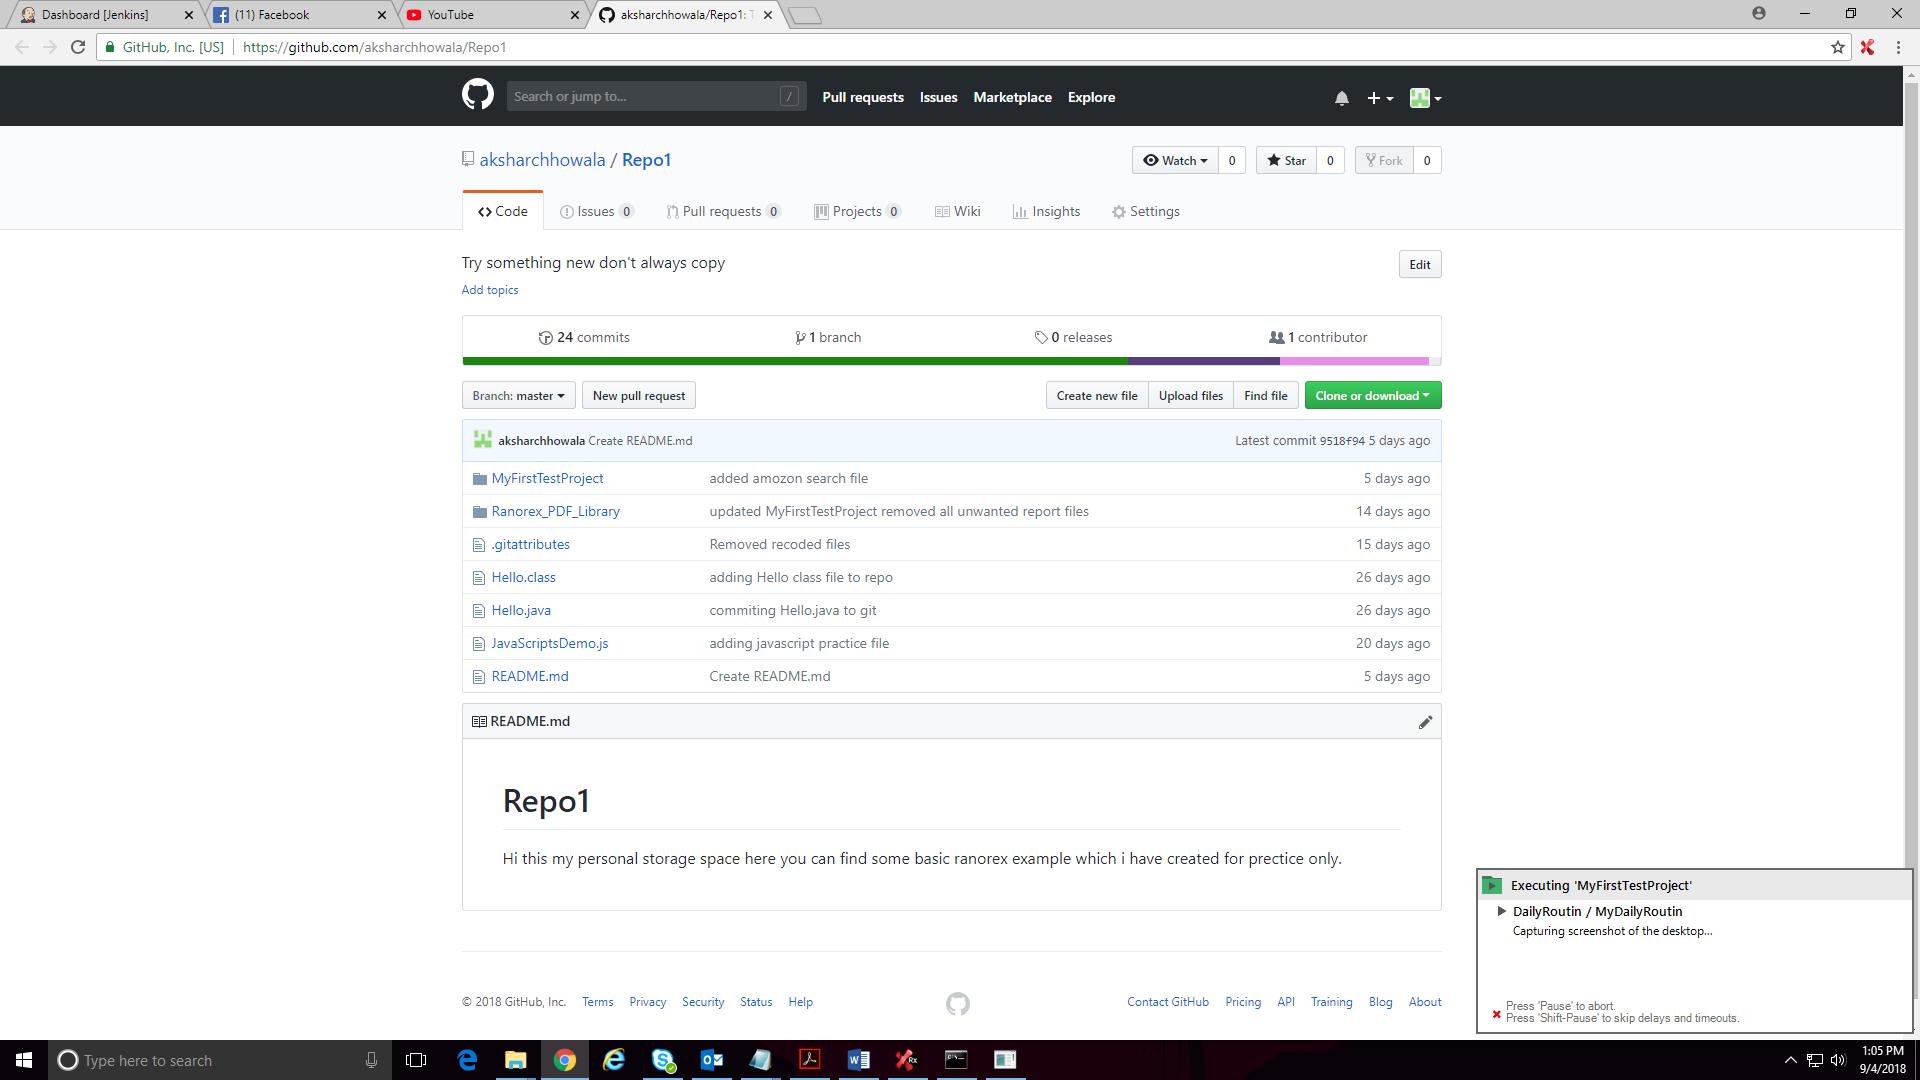 Dashboard [Jenkins]
(11) Facebook
YouTube
aksharchhowala/Repo1: T
GitHub, Inc. [US]
https://github.com/aksharchhowala/Repo1
Search or jump to... /
Pull requests Issues Marketplace Explore
aksharchhowala / Repo1
Watch 0 Star 0 Fork 0
Code Issues 0 Pull requests 0 Projects 0 Wiki Insights Settings
Try something new don't always copy
Edit
Add topics
24 commits 1 branch 0 releases 1 contributor
Branch: master New pull request Create new file Upload files Find file Clone or download
aksharchhowala Create README.md Latest commit 9518f94 5 days ago
MyFirstTestProject added amozon search file 5 days ago
Ranorex_PDF_Library updated MyFirstTestProject removed all unwanted report files 14 days ago
.gitattributes Removed recoded files 15 days ago
Hello.class adding Hello class file to repo 26 days ago
Hello.java commiting Hello.java to git 26 days ago
JavaScriptsDemo.js adding javascript practice file 20 days ago
README.md Create README.md 5 days ago
README.md
Repo1
Hi this my personal storage space here you can find some basic ranorex example which i have created for prectice only.
Executing 'MyFirstTestProject'
DailyRoutin / MyDailyRoutin
Capturing screenshot of the desktop...
Press 'Pause' to abort.
Press 'Shift-Pause' to skip delays and timeouts.
© 2018 GitHub, Inc. Terms Privacy Security Status Help Contact GitHub Pricing API Training Blog About
Type here to search
1:05 PM
9/4/2018